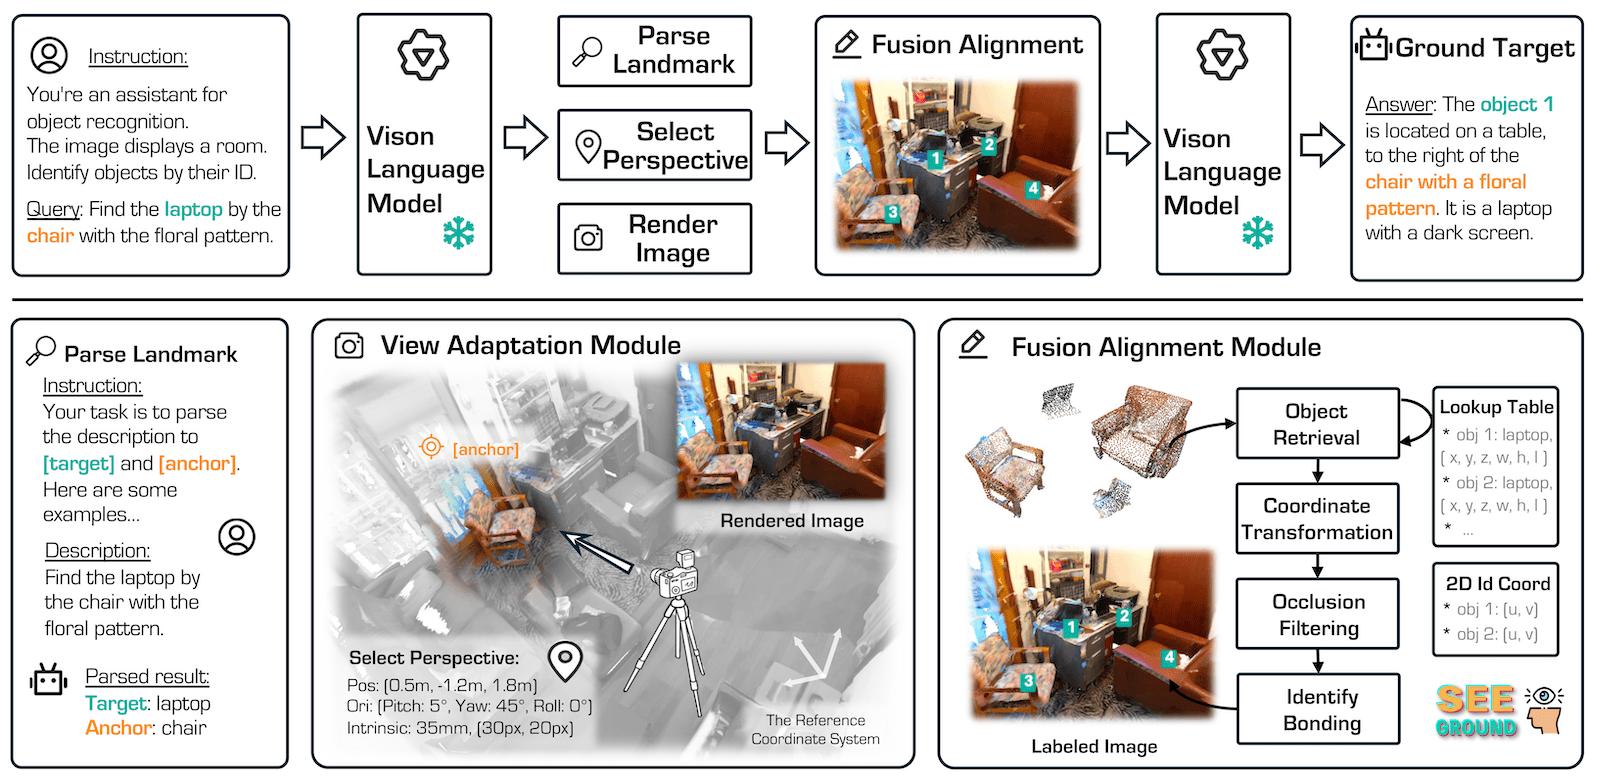 Instruction:
You're an assistant for
object recognition.
The image displays a room.
Identify objects by their ID.
Query: Find the laptop by the
chair with the floral pattern.
Vison
Language
Model
Parse
Landmark
Select
Perspective
Render
Image
Fusion Alignment
1
2
3
4
Vison
Language
Model
Ground Target
Answer: The object 1
is located on a table,
to the right of the
chair with a floral
pattern. It is a laptop
with a dark screen.
Parse Landmark
Instruction:
Your task is to parse
the description to
[target] and [anchor].
Here are some
examples...
Description:
Find the laptop by
the chair with the
floral pattern.
Parsed result:
Target: laptop
Anchor: chair
View Adaptation Module
[anchor]
Rendered Image
Select Perspective:
Pos: (0.5m, -1.2m, 1.8m)
Ori: (Pitch: 5°, Yaw: 45°, Roll: 0°)
Intrinsic: 35mm, (30px, 20px)
The Reference
Coordinate System
Fusion Alignment Module
Object
Retrieval
Coordinate
Transformation
Occlusion
Filtering
Identify
Bonding
Lookup Table
* obj 1: laptop,
( x, y, z, w, h, l )
* obj 2: laptop,
( x, y, z, w, h, l )
* ...
2D Id Coord
* obj 1: (u, v)
* obj 2: (u, v)
1
2
3
4
Labeled Image
SEE
GROUND